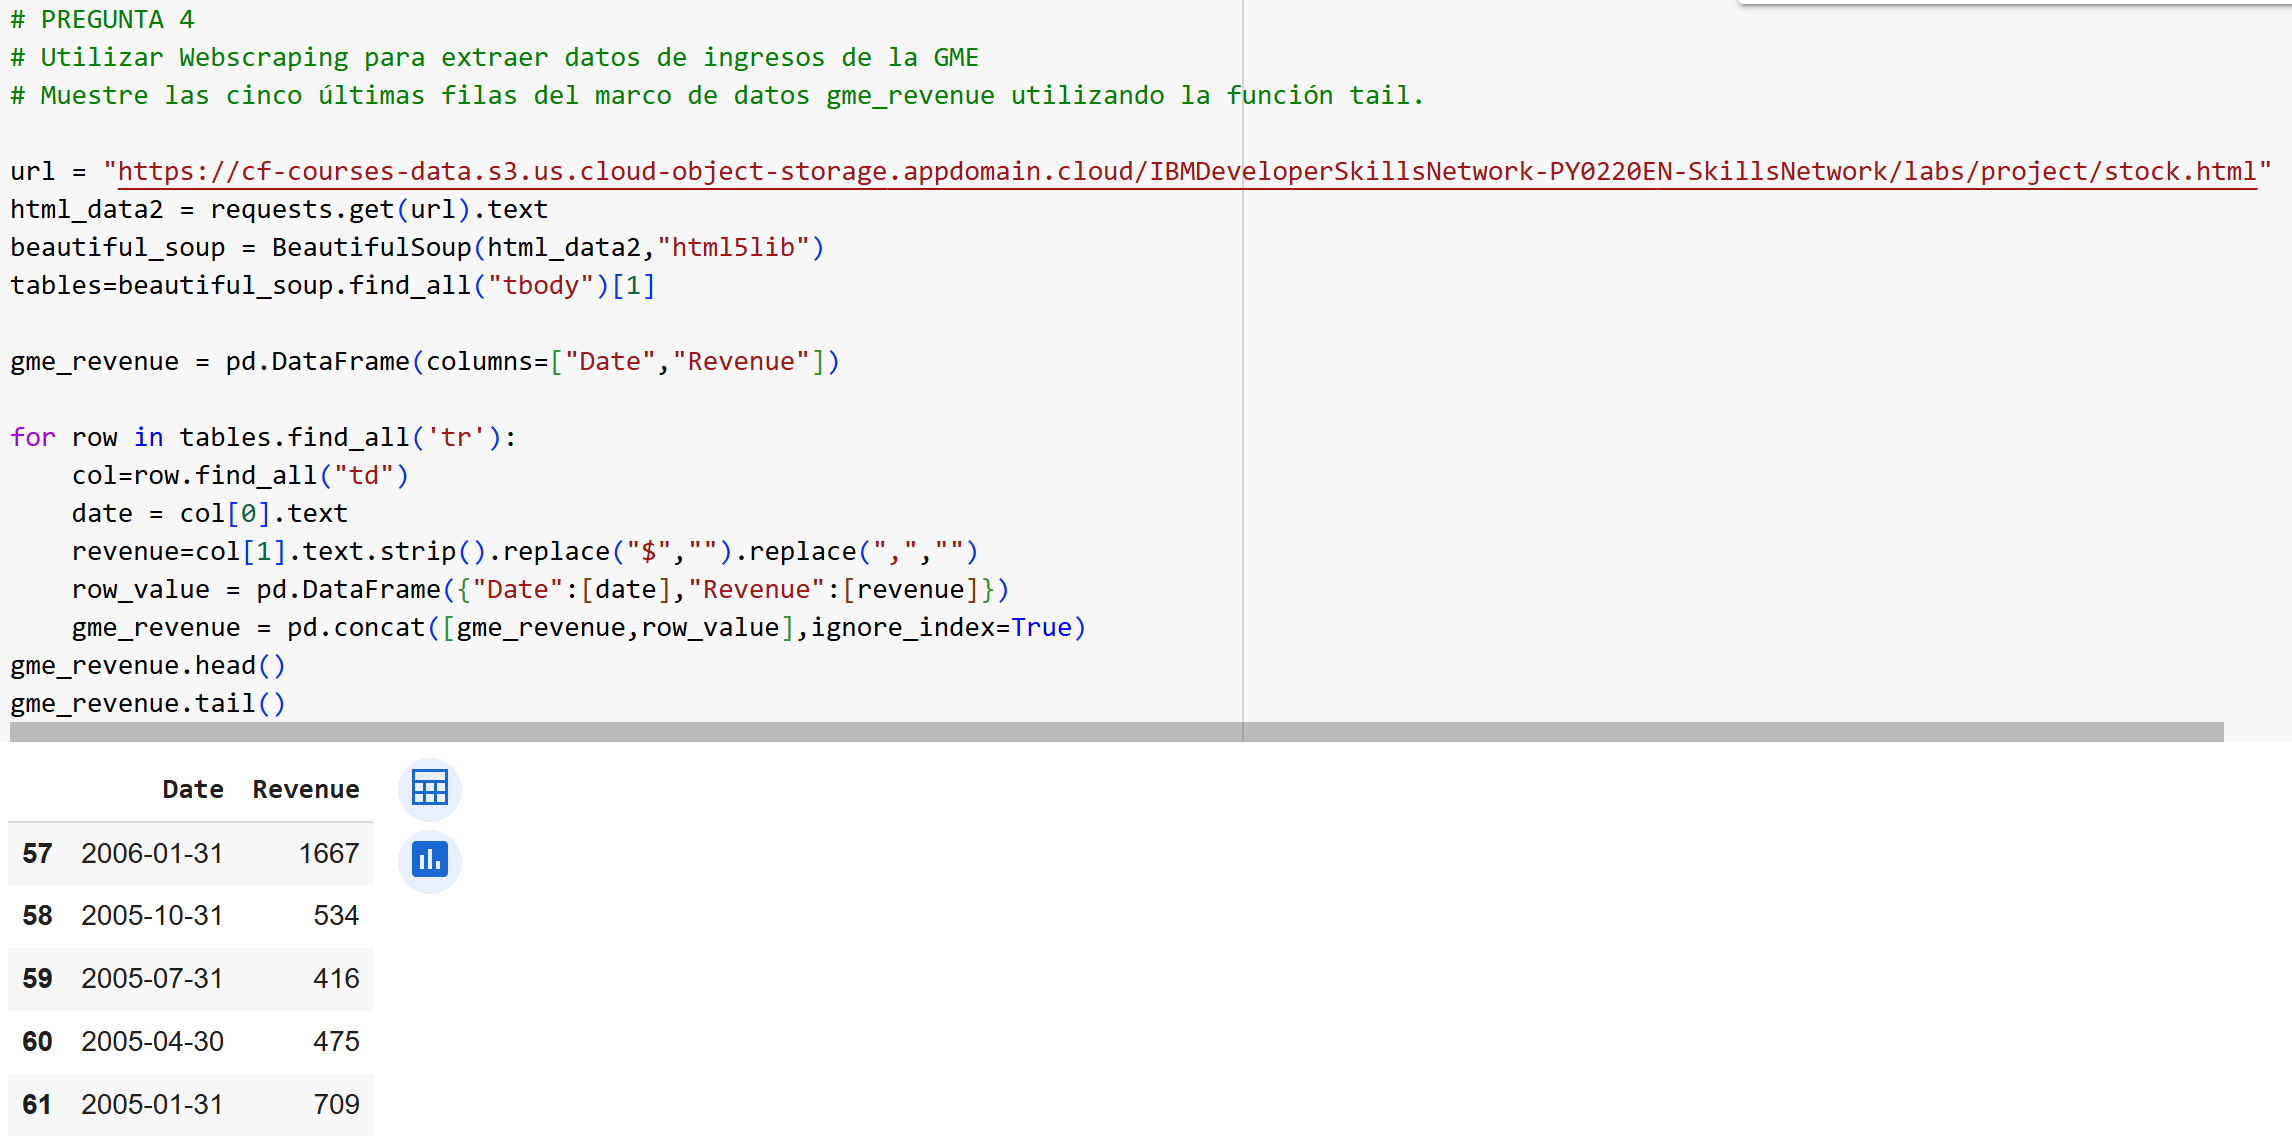 # PREGUNTA 4
# Utilizar Webscraping para extraer datos de ingresos de la GME
# Muestre las cinco últimas filas del marco de datos gme_revenue utilizando la función tail.
url = "https://cf-courses-data.s3.us.cloud-object-storage.appdomain.cloud/IBMDeveloperSkillsNetwork-PY0220EN-SkillsNetwork/labs/project/stock.html"
html_data2 = requests.get(url).text
beautiful_soup = BeautifulSoup(html_data2,"html5lib")
tables=beautiful_soup.find_all("tbody")[1]
gme_revenue = pd.DataFrame(columns=["Date","Revenue"])
for row in tables.find_all('tr'):
    col=row.find_all("td")
    date = col[0].text
    revenue=col[1].text.strip().replace("$","").replace(",","")
    row_value = pd.DataFrame({"Date":[date],"Revenue":[revenue]})
    gme_revenue = pd.concat([gme_revenue,row_value],ignore_index=True)
gme_revenue.head()
gme_revenue.tail()
Date Revenue
57 2006-01-31 1667
58 2005-10-31 534
59 2005-07-31 416
60 2005-04-30 475
61 2005-01-31 709